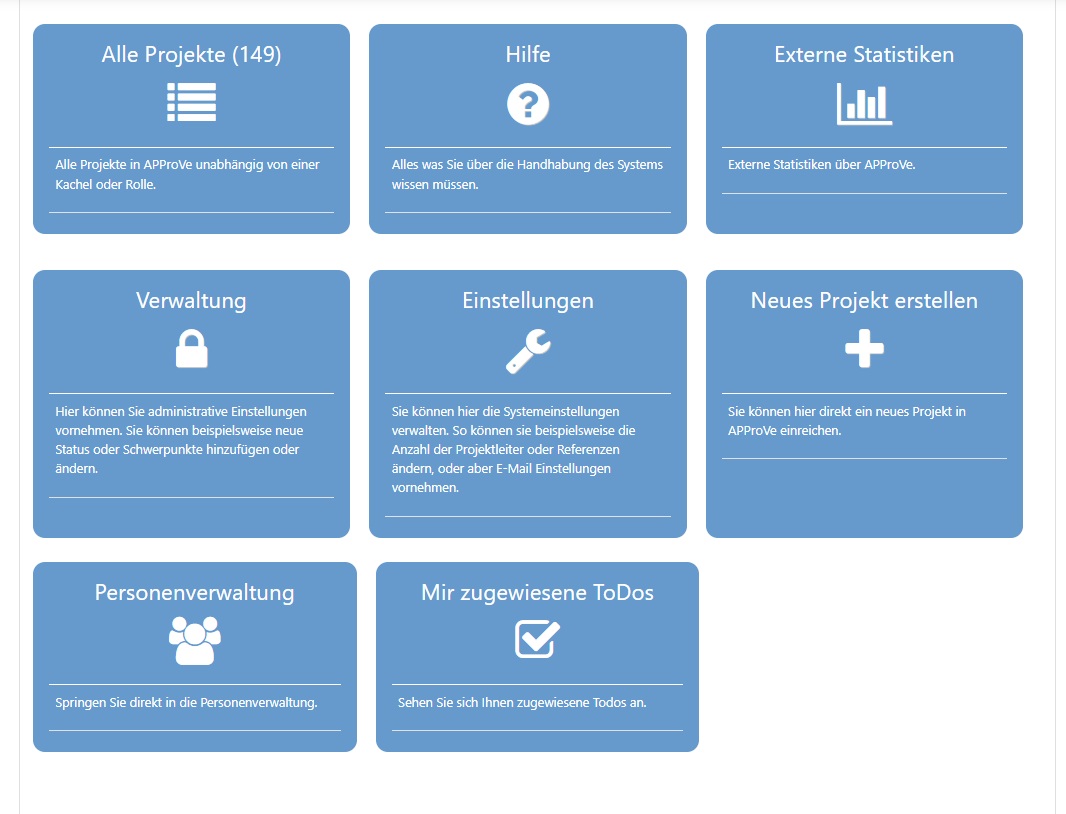 Alle Projekte (149)
Alle Projekte in APProVe unabhängig von einer
Kachel oder Rolle.
Hilfe
Alles was Sie über die Handhabung des Systems
wissen müssen.
Externe Statistiken
Externe Statistiken über APProVe.
Verwaltung
Hier können Sie administrative Einstellungen
vornehmen. Sie können beispielsweise neue
Status oder Schwerpunkte hinzufügen oder
ändern.
Einstellungen
Sie können hier die Systemeinstellungen
verwalten. So können sie beispielsweise die
Anzahl der Projektleiter oder Referenzen
ändern, oder aber E-Mail Einstellungen
vornehmen.
Neues Projekt erstellen
Sie können hier direkt ein neues Projekt in
APProVe einreichen.
Personenverwaltung
Springen Sie direkt in die Personenverwaltung.
Mir zugewiesene ToDos
Sehen Sie sich Ihnen zugewiesene Todos an.